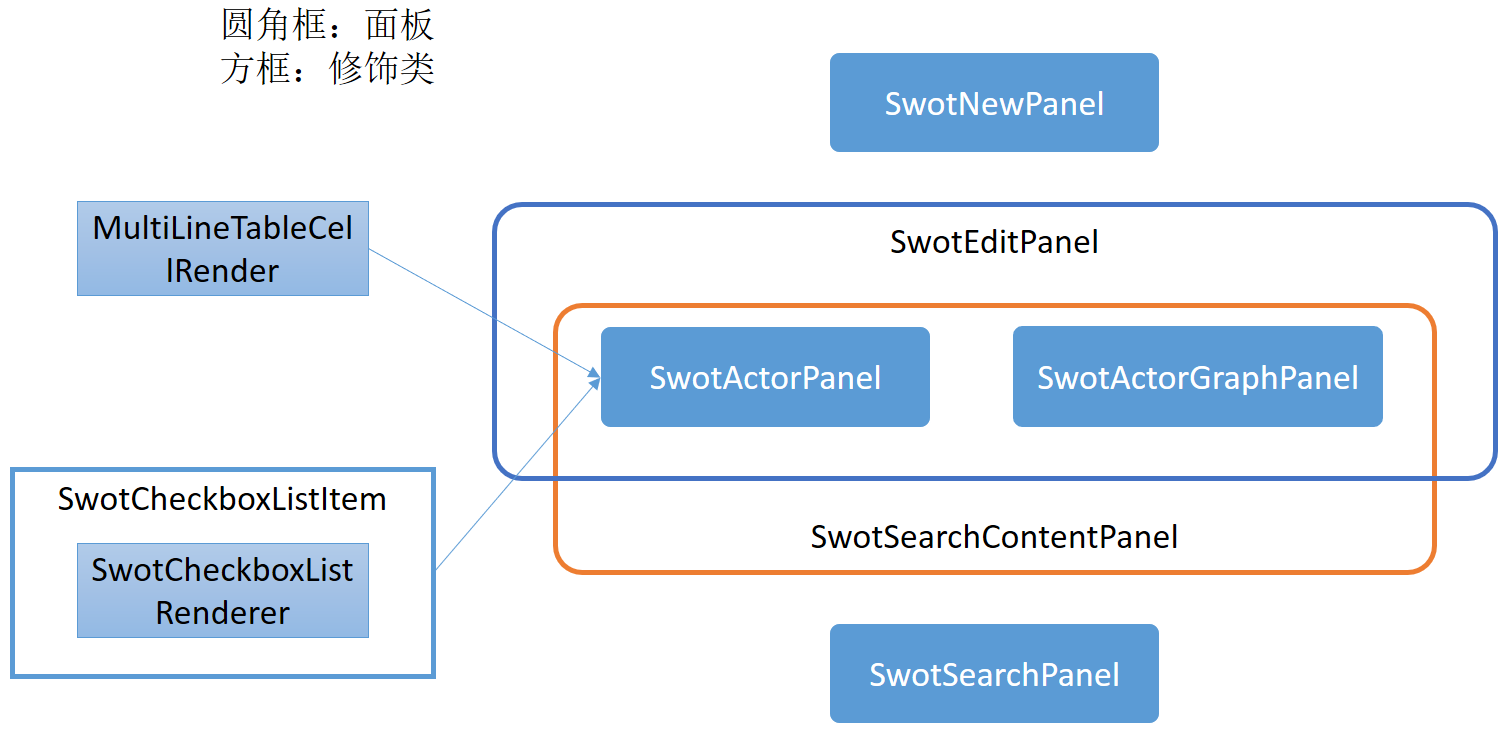 圆角框：面板
方框：修饰类
SwotNewPanel
MultiLineTableCel
lRender
SwotEditPanel
SwotActorPanel
SwotActorGraphPanel
SwotCheckboxListItem
SwotCheckboxList
Renderer
SwotSearchContentPanel
SwotSearchPanel